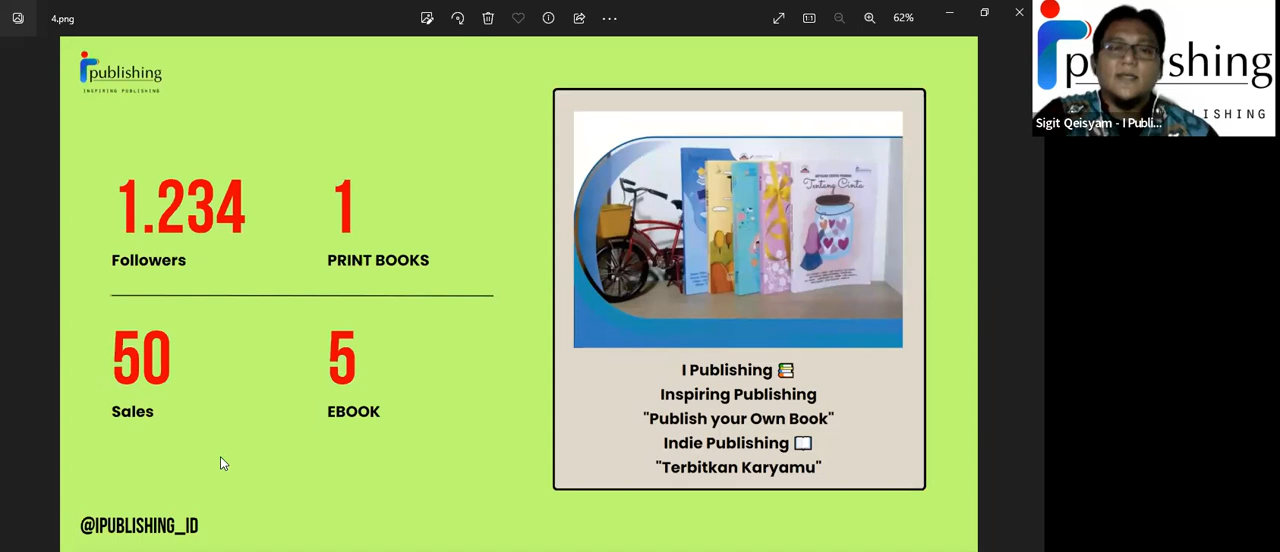 4.png
62%
publishing
INSPIRING PUBLISHING
1.234
Followers
1
PRINT BOOKS
50
Sales
5
EBOOK
@IPUBLISHING_ID
Tentang Cinta
I Publishing
Inspiring Publishing
"Publish your Own Book"
Indie Publishing
"Terbitkan Karyamu"
Sigit Qeisyam - I Publi...